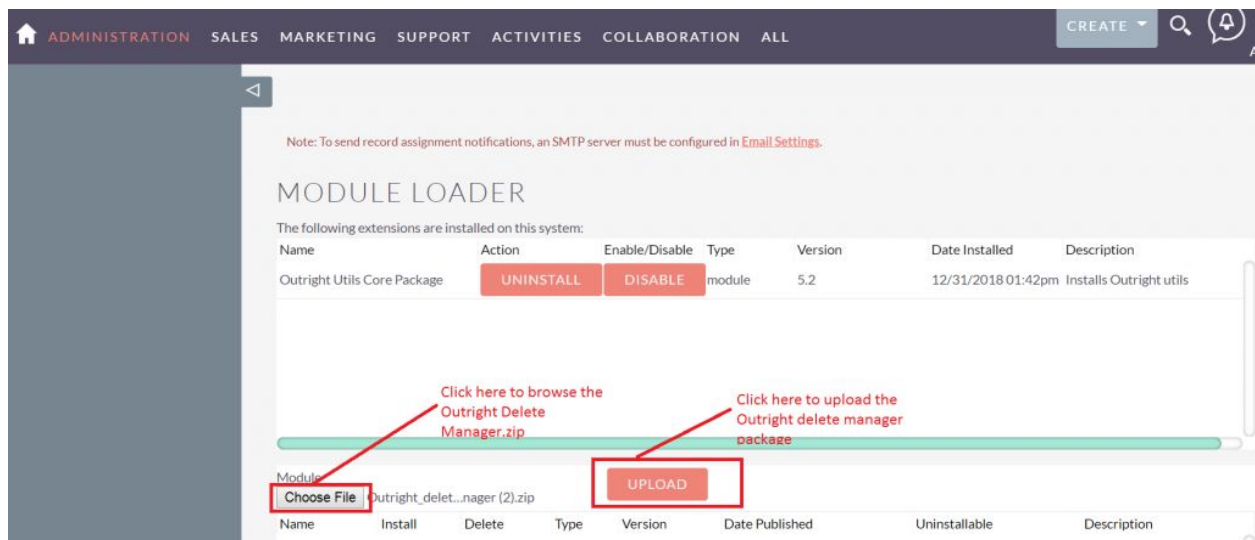 ADMINISTRATION SALES MARKETING SUPPORT ACTIVITIES COLLABORATION ALL CREATE
A
Note: To send record assignment notifications, an SMTP server must be configured in Email Settings.
MODULE LOADER
The following extensions are installed on this system:
Name Action Enable/Disable Type Version Date Installed Description
Outright Utils Core Package UNINSTALL DISABLE module 5.2 12/31/2018 01:42pm Installs Outright utils
Click here to browse the
Outright Delete
Manager.zip
Click here to upload the
Outright delete manager
package
Module
Choose File Outright_delet...nager (2).zip UPLOAD
Name Install Delete Type Version Date Published Uninstallable Description